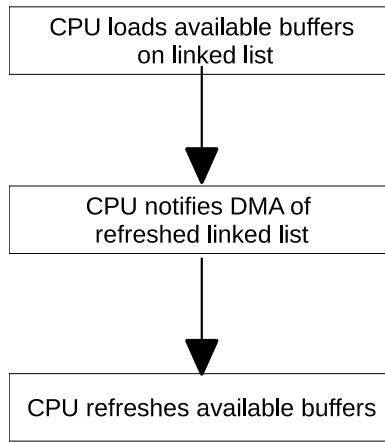 CPU loads available buffers
on linked list
CPU notifies DMA of
refreshed linked list
CPU refreshes available buffers